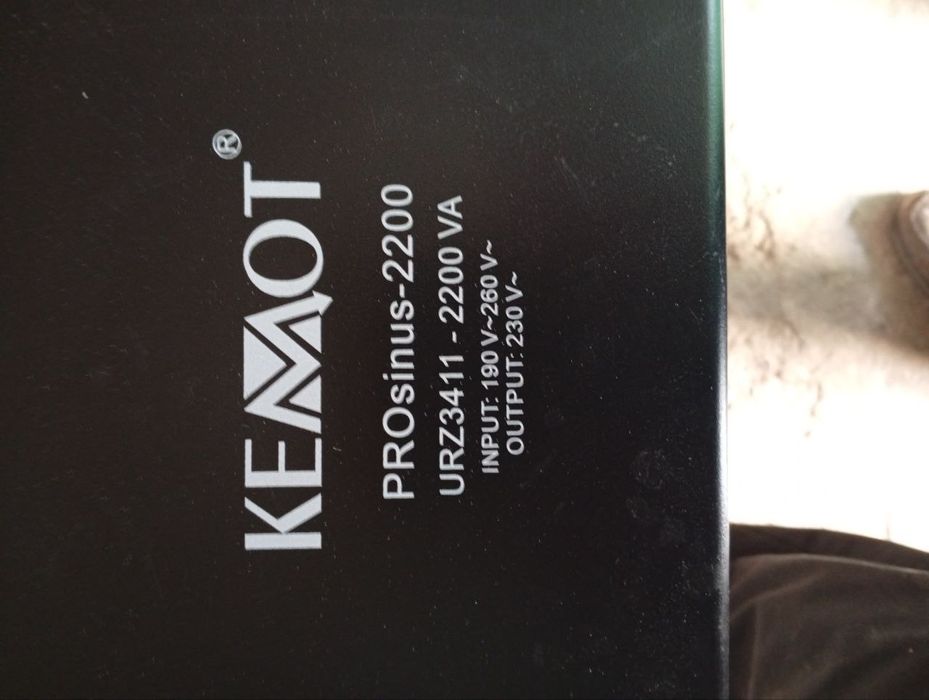 KEMOT®
PROsinus-2200
URZ3411 - 2200 VA
INPUT: 190 V~260 V~
OUTPUT: 230 V~